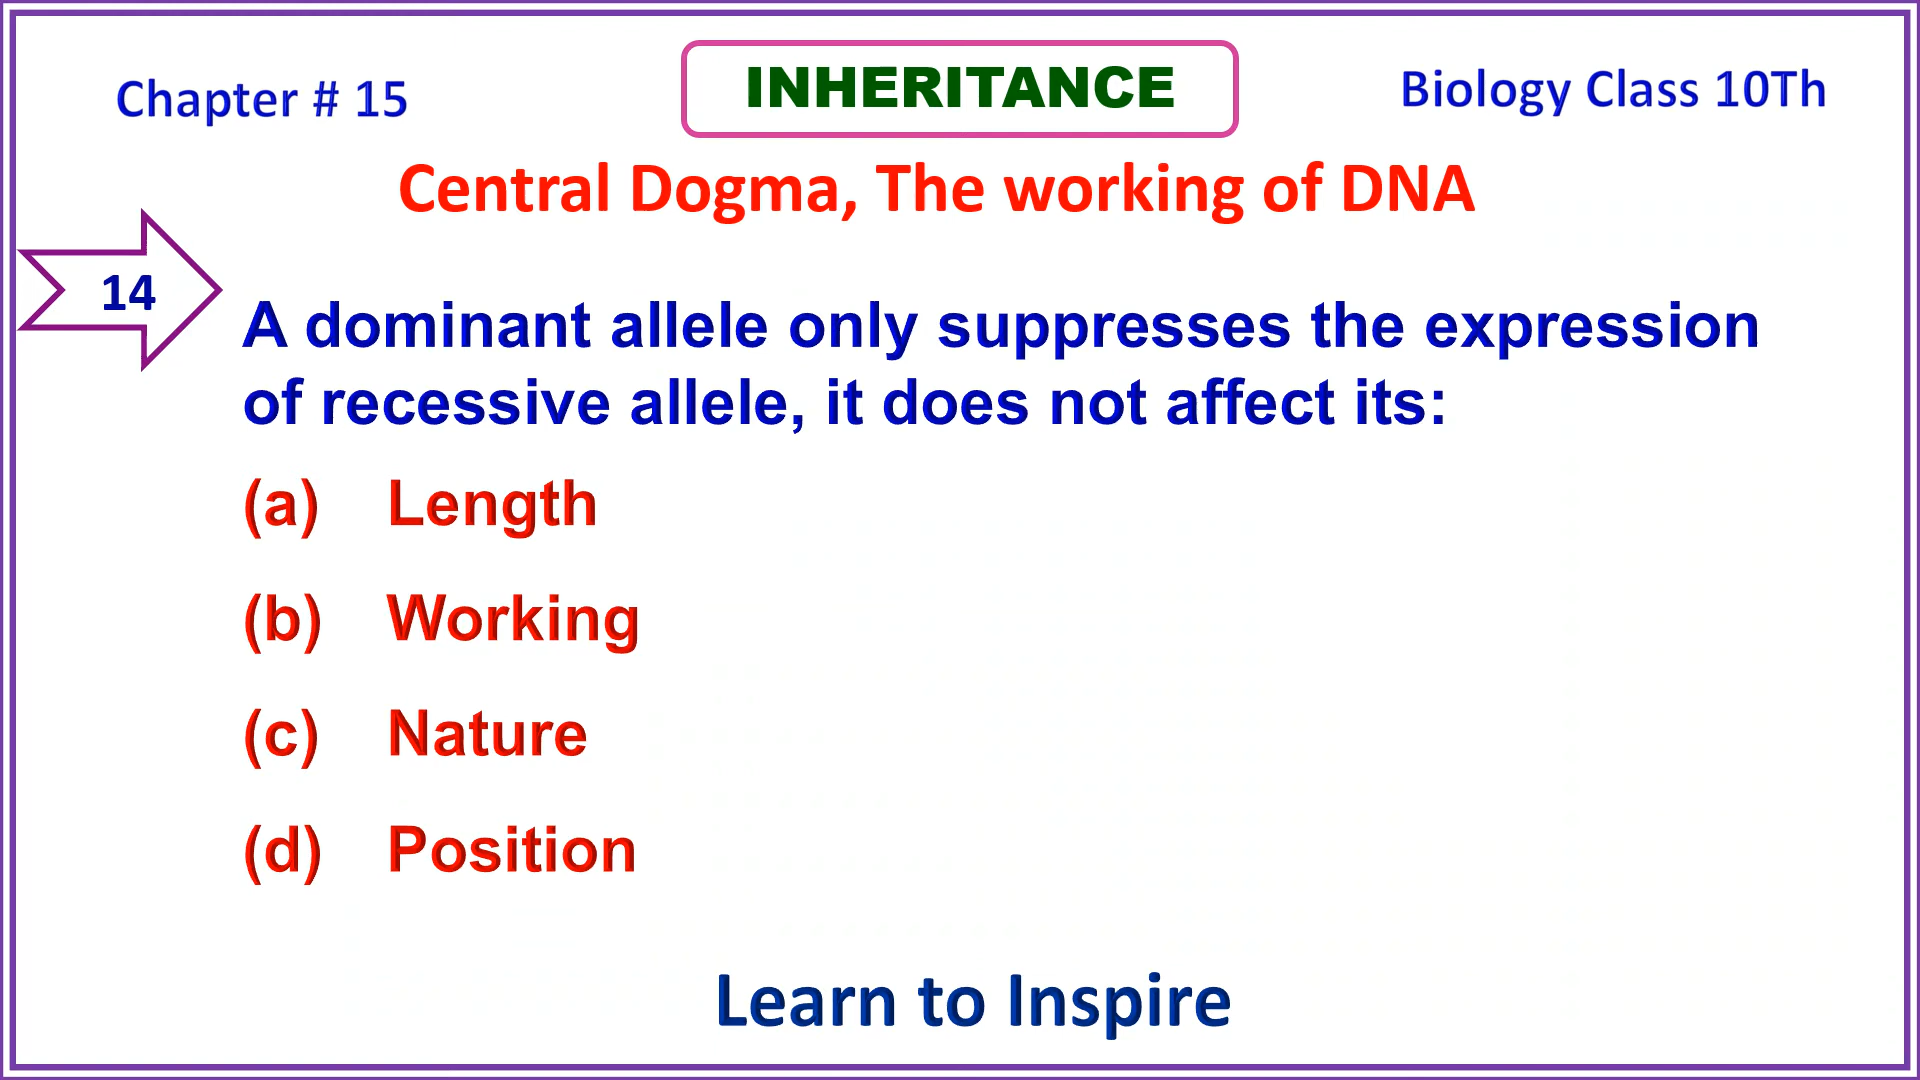 Chapter # 15
INHERITANCE
Biology Class 10Th
Central Dogma, The working of DNA
14
A dominant allele only suppresses the expression
of recessive allele, it does not affect its:
(a) Length
(b) Working
(c) Nature
(d) Position
Learn to Inspire